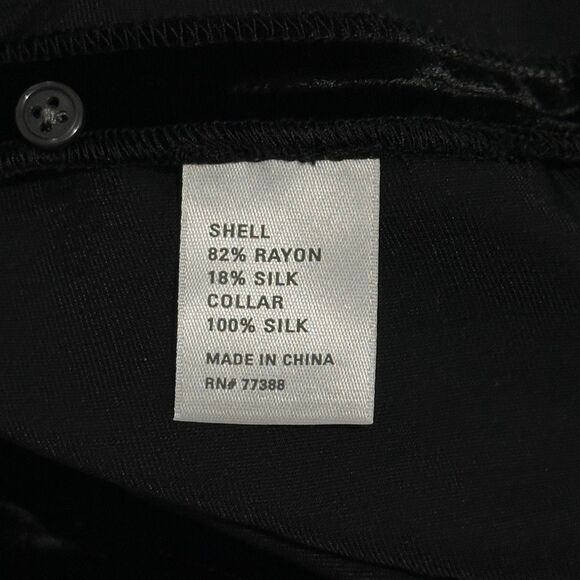 SHELL
82% RAYON
18% SILK
COLLAR
100% SILK
MADE IN CHINA
RN# 77388